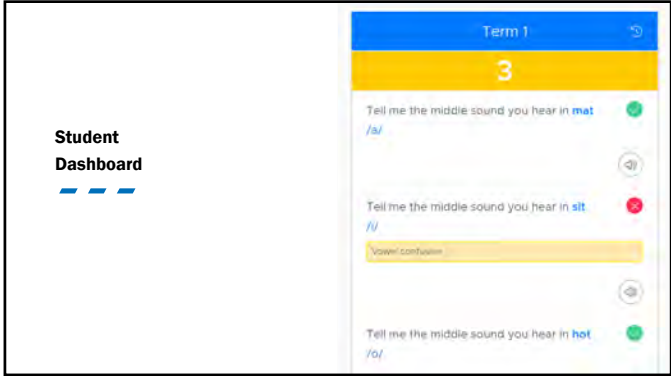 Student
Dashboard
Term 1
3
Tell me the middle sound you hear in mat
/a/
Tell me the middle sound you hear in sit
/i/
Vowel confusion
Tell me the middle sound you hear in hot
/o/